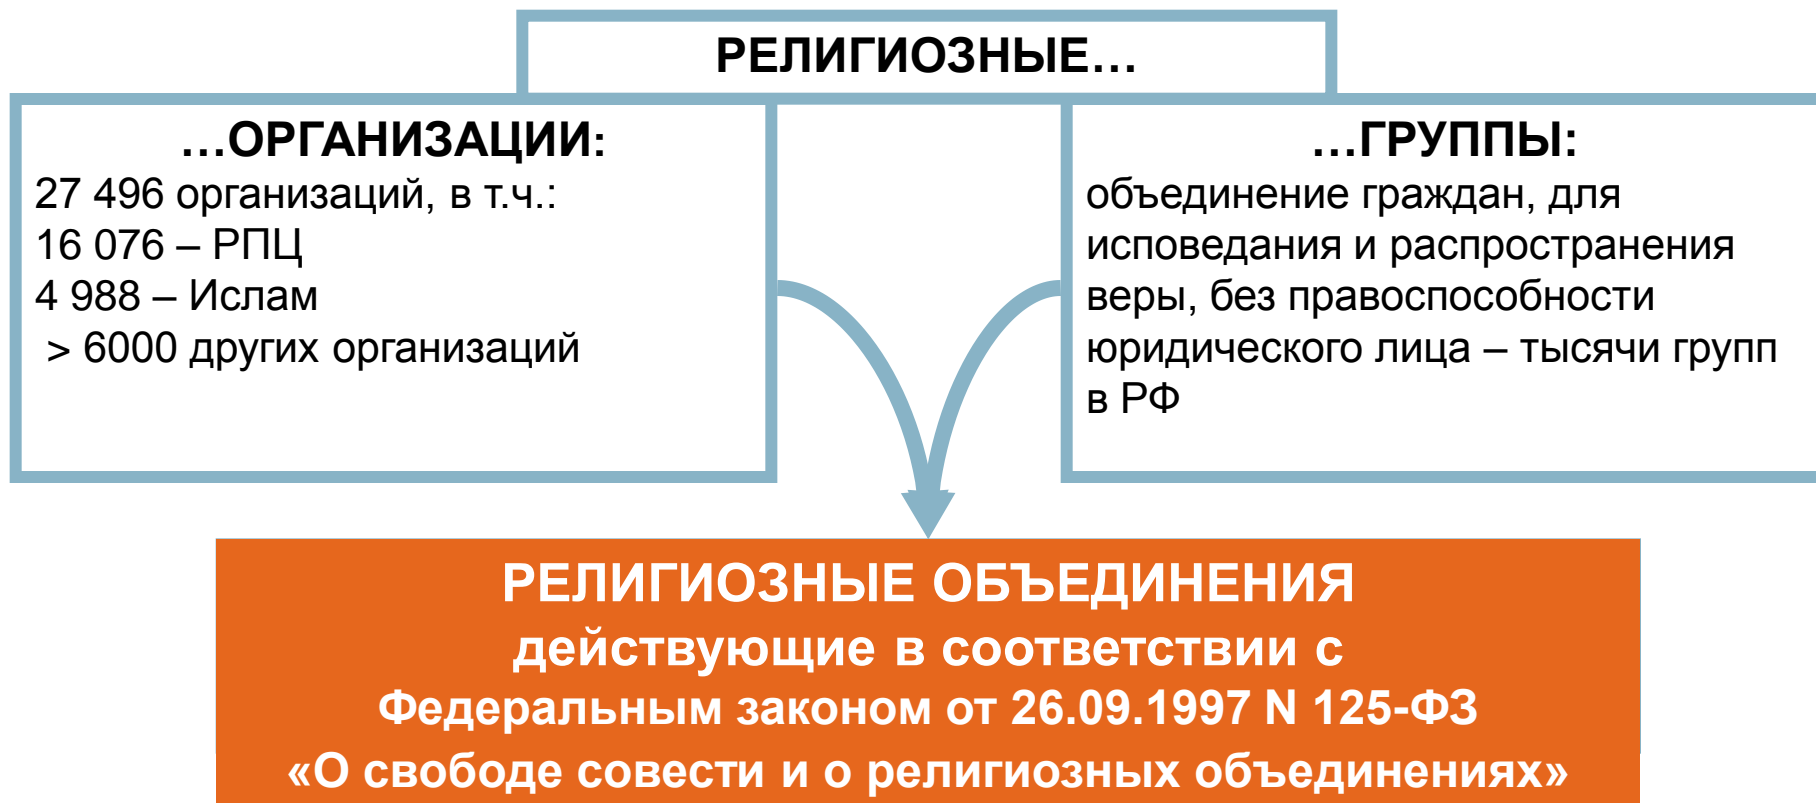 РЕЛИГИОЗНЫЕ…
…ОРГАНИЗАЦИИ:
27 496 организаций, в т.ч.:
16 076 – РПЦ
4 988 – Ислам
> 6000 других организаций
…ГРУППЫ:
объединение граждан, для
исповедания и распространения
веры, без правоспособности
юридического лица – тысячи групп
в РФ
РЕЛИГИОЗНЫЕ ОБЪЕДИНЕНИЯ
действующие в соответствии с
Федеральным законом от 26.09.1997 N 125-ФЗ
«О свободе совести и о религиозных объединениях»